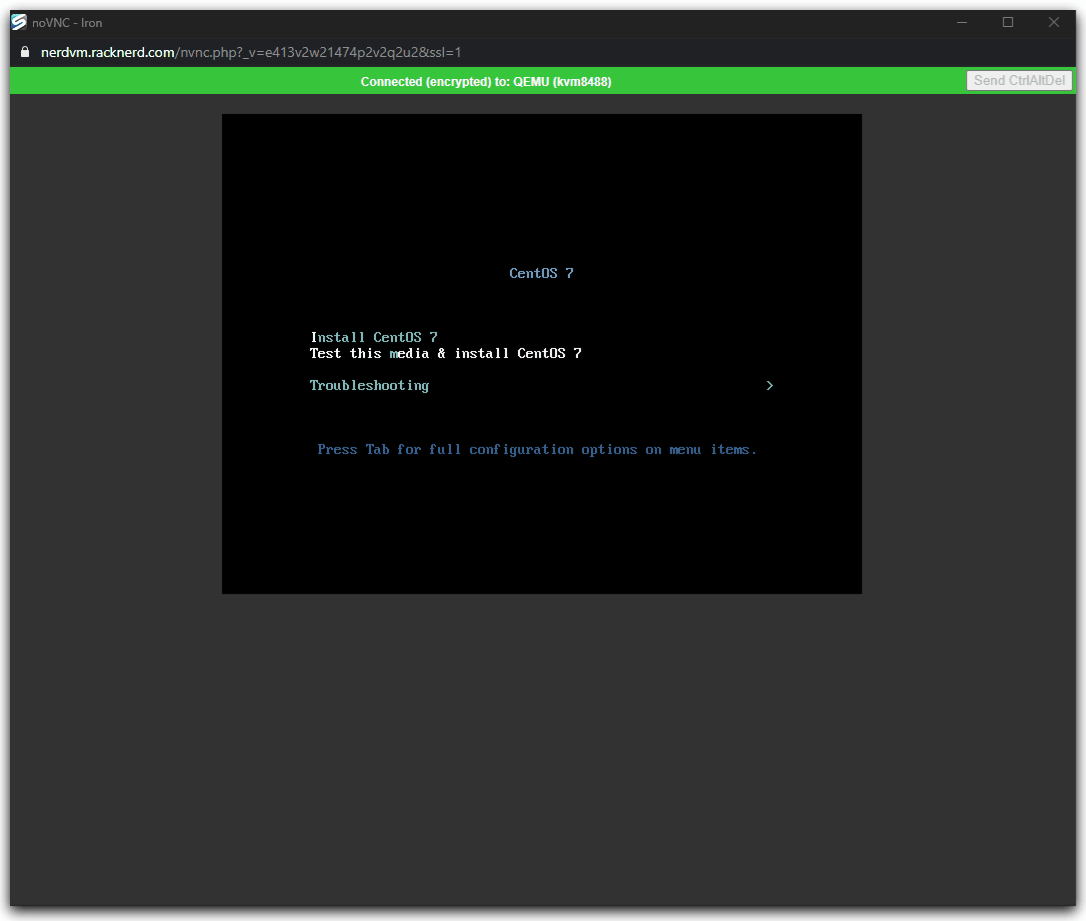 noVNC - Iron
nerdvm.racknerd.com/nvnc.php?_v=e413v2w21474p2v2q2u2&ssl=1
Connected (encrypted) to: QEMU (kvm8488)
Send CtrlAltDel
CentOS 7
Install CentOS 7
Test this media & install CentOS 7
Troubleshooting >
Press Tab for full configuration options on menu items.